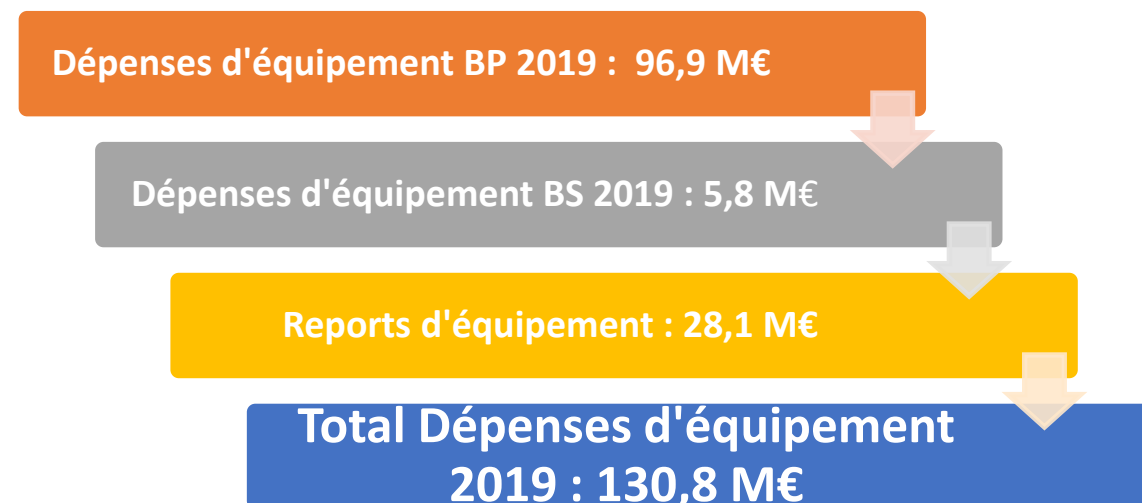 Dépenses d'équipement BP 2019 :  96,9 M€
Dépenses d'équipement BS 2019 : 5,8 M€
Reports d'équipement : 28,1 M€
Total Dépenses d'équipement
2019 : 130,8 M€